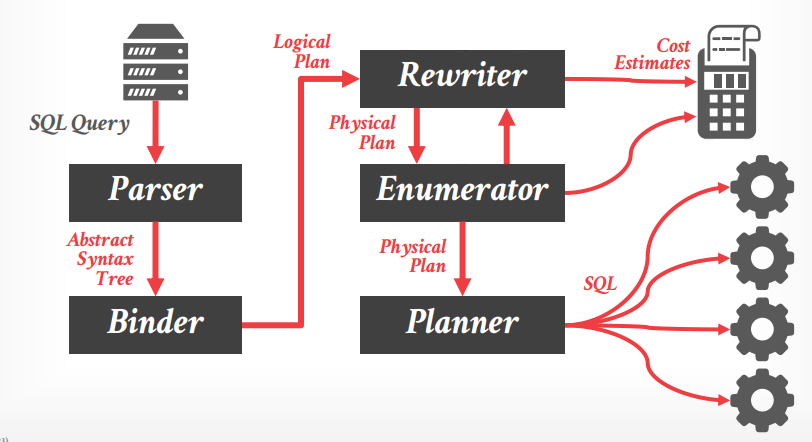 Logical
Plan
Cost
Estimates
Rewriter
SQL Query
Physical
Plan
Parser
Enumerator
Abstract
Syntax
Tree
Physical
Plan
SQL
Binder
Planner